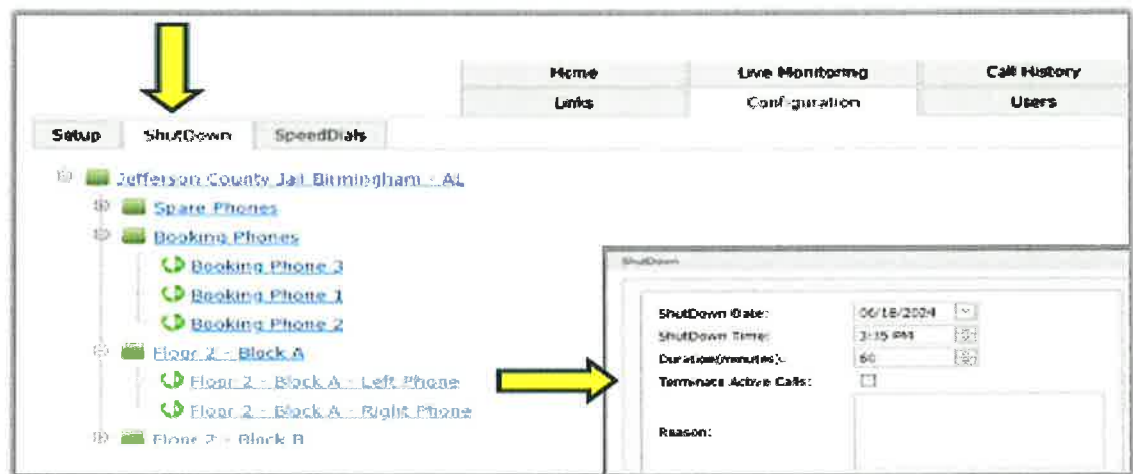 Home Live Monitoring Call History
Links Configuration Users
Setup ShutDown SpeedDials
Jefferson County Jail Birmingham - AL
Spare Phones
Booking Phones
Booking Phone 3
Booking Phone 1
Booking Phone 2
Floor 2 - Block A
Floor 2 - Block A - Left Phone
Floor 2 - Block A - Right Phone
Floor 2 - Block B
ShutDown
ShutDown Date: 06/18/2024
ShutDown Time: 3:35 PM
Duration(minutes): 60
Terminate Active Calls:
Reason: